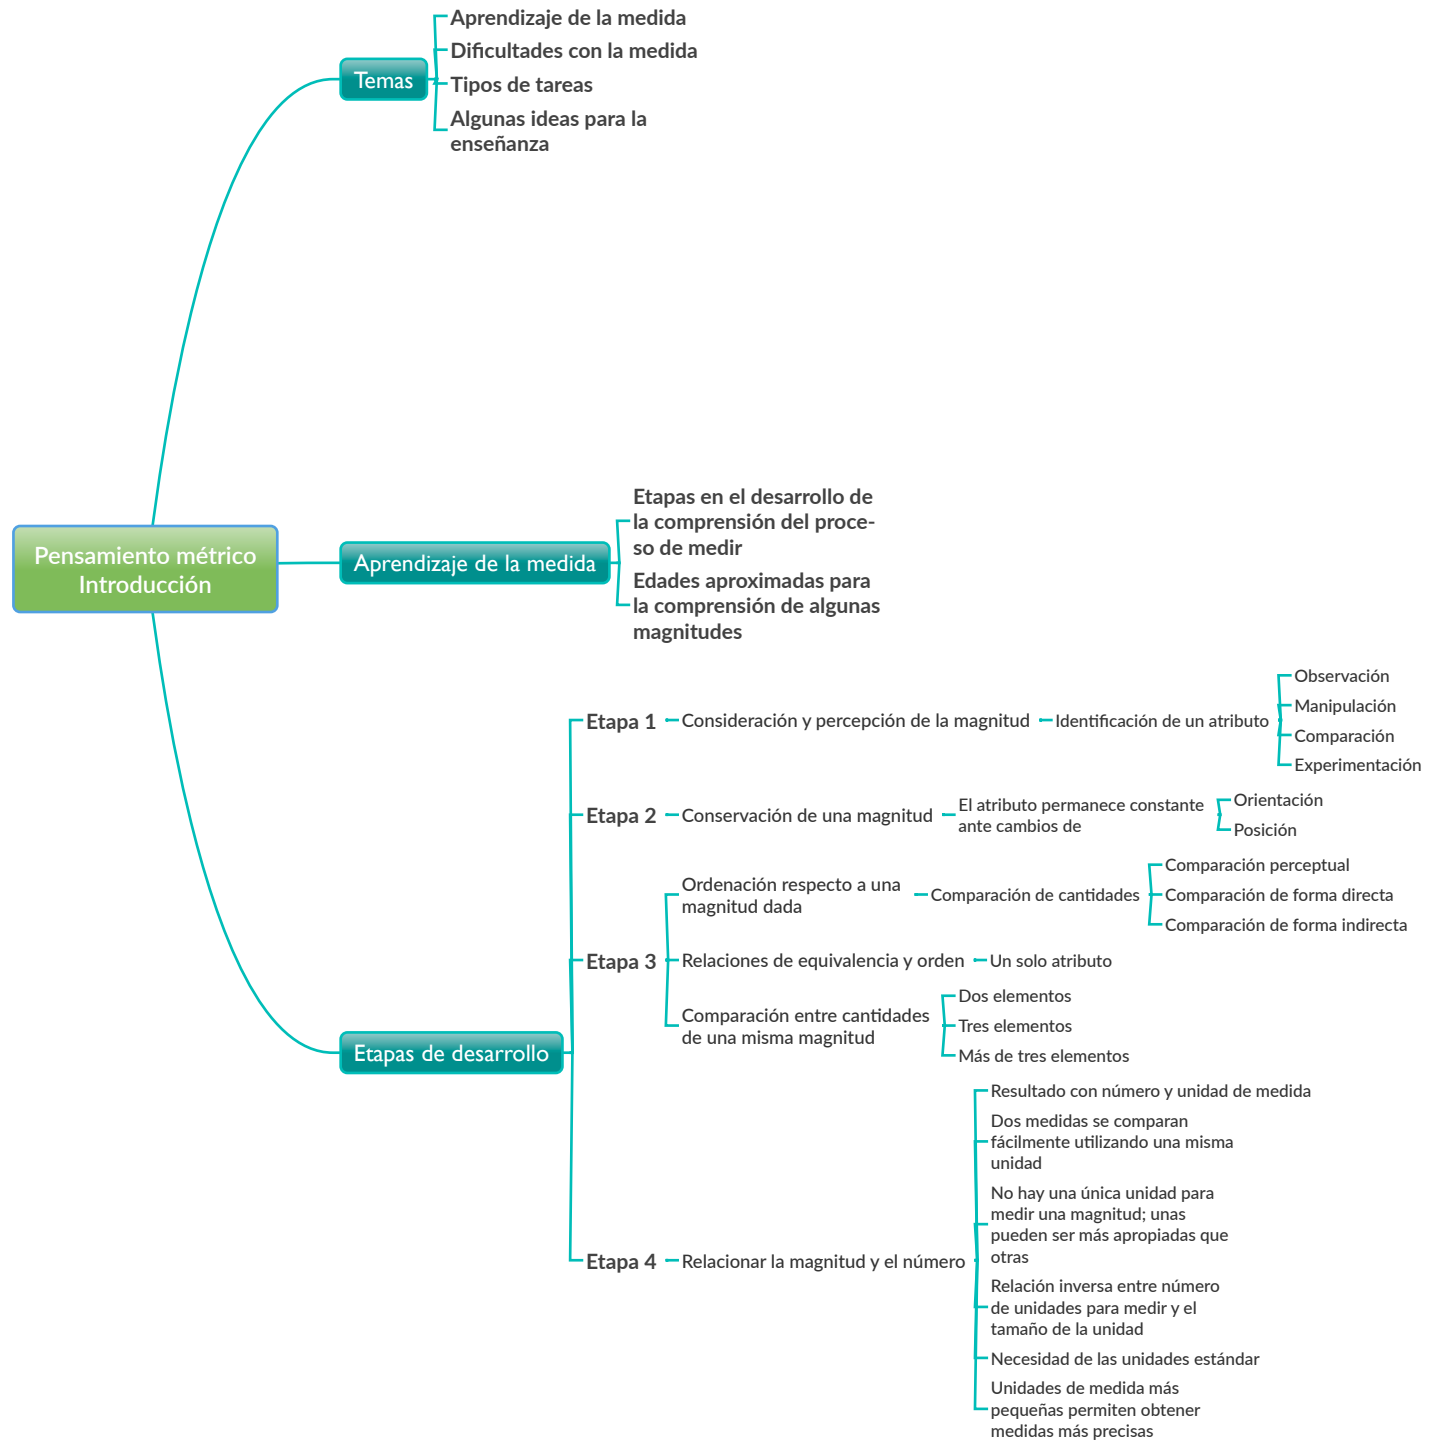 Aprendizaje de la medida
Dificultades con la medida
Temas
Tipos de tareas
Algunas ideas para la
enseñanza
Pensamiento métrico
Introducción
Aprendizaje de la medida
Etapas en el desarrollo de
la comprensión del proce-
so de medir
Edades aproximadas para
la comprensión de algunas
magnitudes
Etapas de desarrollo
Etapa 1
Consideración y percepción de la magnitud
Identificación de un atributo
Observación
Manipulación
Comparación
Experimentación
Etapa 2
Conservación de una magnitud
El atributo permanece constante
ante cambios de
Orientación
Posición
Etapa 3
Ordenación respecto a una
magnitud dada
Comparación de cantidades
Comparación perceptual
Comparación de forma directa
Comparación de forma indirecta
Relaciones de equivalencia y orden
Un solo atributo
Comparación entre cantidades
de una misma magnitud
Dos elementos
Tres elementos
Más de tres elementos
Etapa 4
Relacionar la magnitud y el número
Resultado con número y unidad de medida
Dos medidas se comparan
fácilmente utilizando una misma
unidad
No hay una única unidad para
medir una magnitud; unas
pueden ser más apropiadas que
otras
Relación inversa entre número
de unidades para medir y el
tamaño de la unidad
Necesidad de las unidades estándar
Unidades de medida más
pequeñas permiten obtener
medidas más precisas